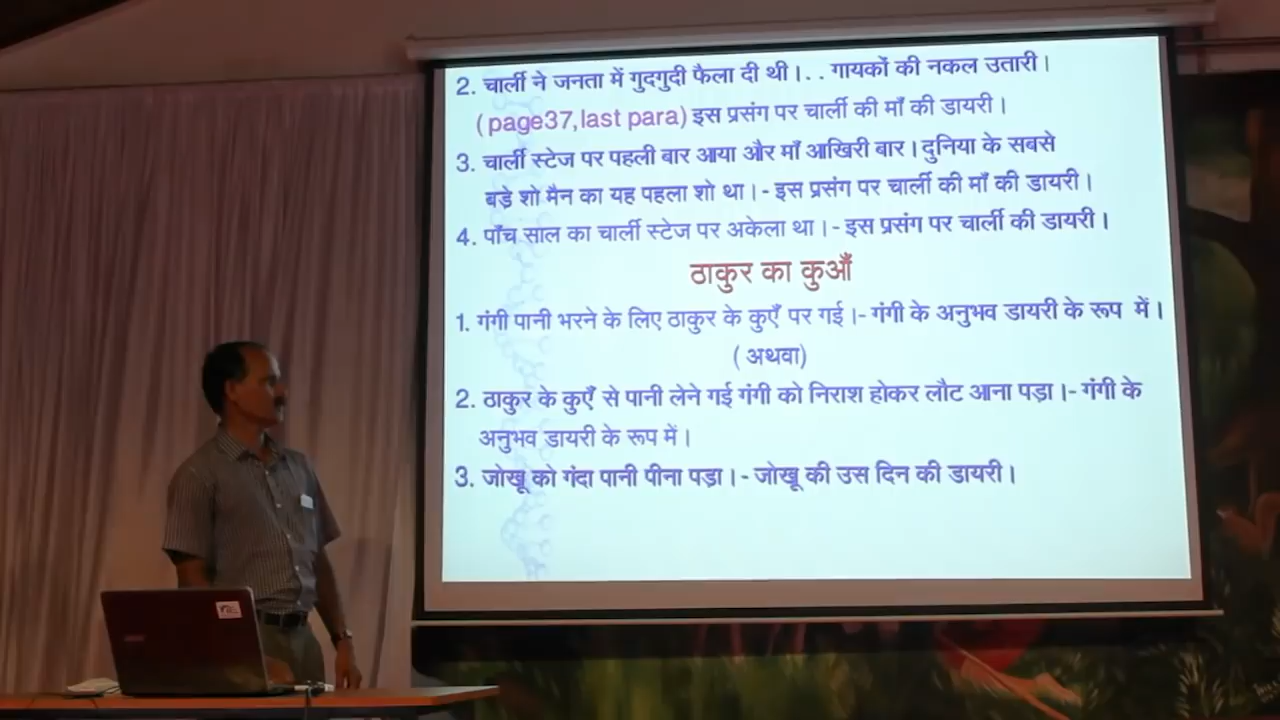 2. चार्ली ने जनता में गुदगुदी फैला दी थी।. . गायकों की नकल उतारी।
(page37,last para) इस प्रसंग पर चार्ली की माँ की डायरी।
3. चार्ली स्टेज पर पहली बार आया और माँ आखिरी बार। दुनिया के सबसे
बड़े शो मैन का यह पहला शो था।- इस प्रसंग पर चार्ली की माँ की डायरी।
4. पाँच साल का चार्ली स्टेज पर अकेला था।- इस प्रसंग पर चार्ली की डायरी।
ठाकुर का कुआँ
1. गंगी पानी भरने के लिए ठाकुर के कुएँ पर गई।- गंगी के अनुभव डायरी के रूप में।
(अथवा)
2. ठाकुर के कुएँ से पानी लेने गई गंगी को निराश होकर लौट आना पड़ा।- गंगी के
अनुभव डायरी के रूप में।
3. जोखू को गंदा पानी पीना पड़ा।- जोखू की उस दिन की डायरी।